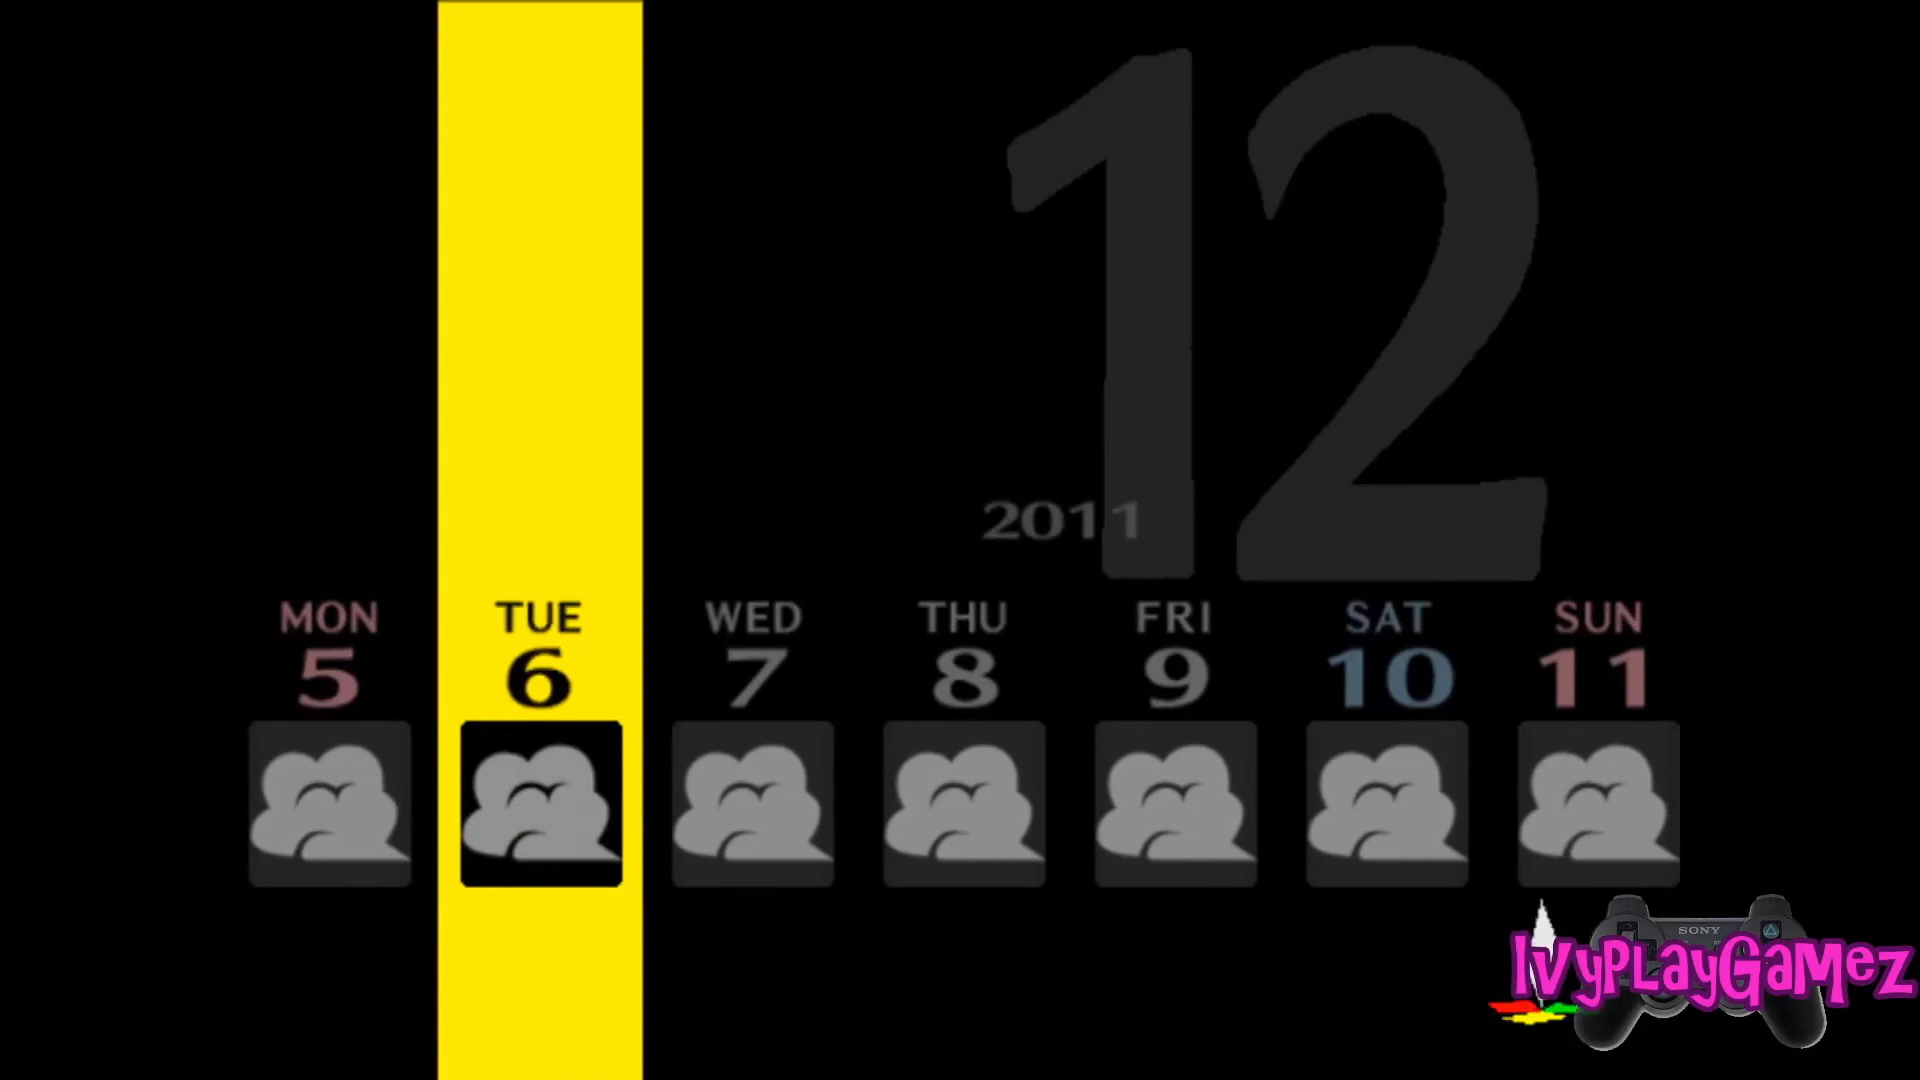 12
2011
MON TUE WED THU FRI SAT SUN
5 6 7 8 9 10 11
SONY
IvyPlayGamez